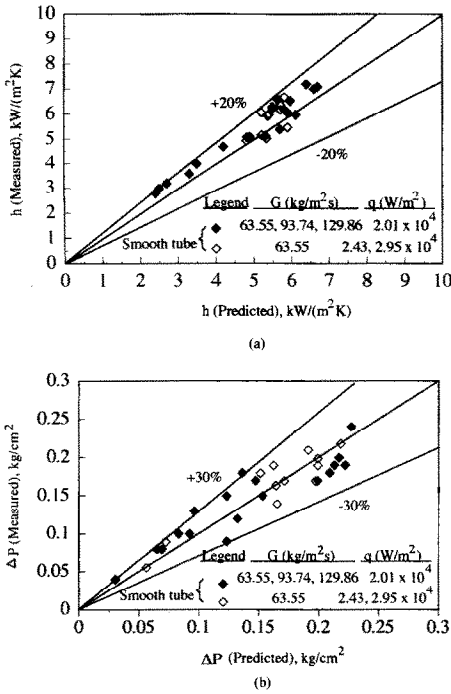 10
9
8
7
6
5
4
3
2
1
0
h (Measured), kW/(m²K)
+20%
-20%
Legend G (kg/m²s) q (W/m²)
63.55, 93.74, 129.86 2.01 x 10⁴
Smooth tube
63.55 2.43, 2.95 x 10⁴
0 1 2 3 4 5 6 7 8 9 10
h (Predicted), kW/(m²K)
(a)
0.3
0.25
0.2
0.15
0.1
0.05
0
ΔP (Measured), kg/cm²
+30%
-30%
Legend G (kg/m²s) q (W/m²)
63.55, 93.74, 129.86 2.01 x 10⁴
Smooth tube
63.55 2.43, 2.95 x 10⁴
0 0.05 0.1 0.15 0.2 0.25 0.3
ΔP (Predicted), kg/cm²
(b)